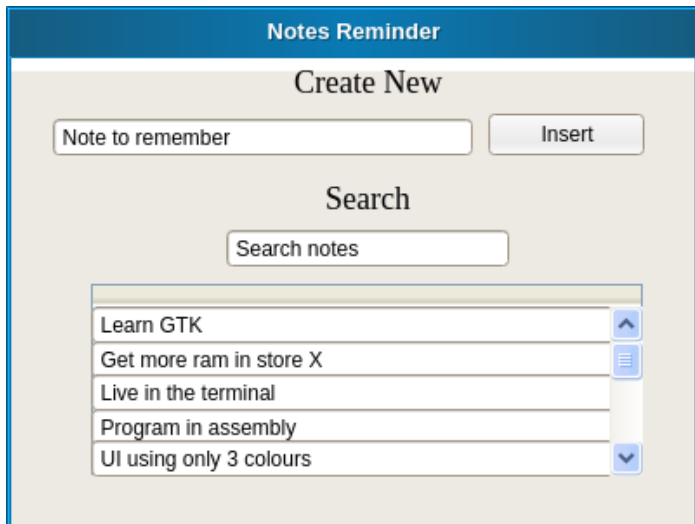 Notes Reminder
Create New
Note to remember
Insert
Search
Search notes
Learn GTK
Get more ram in store X
Live in the terminal
Program in assembly
UI using only 3 colours